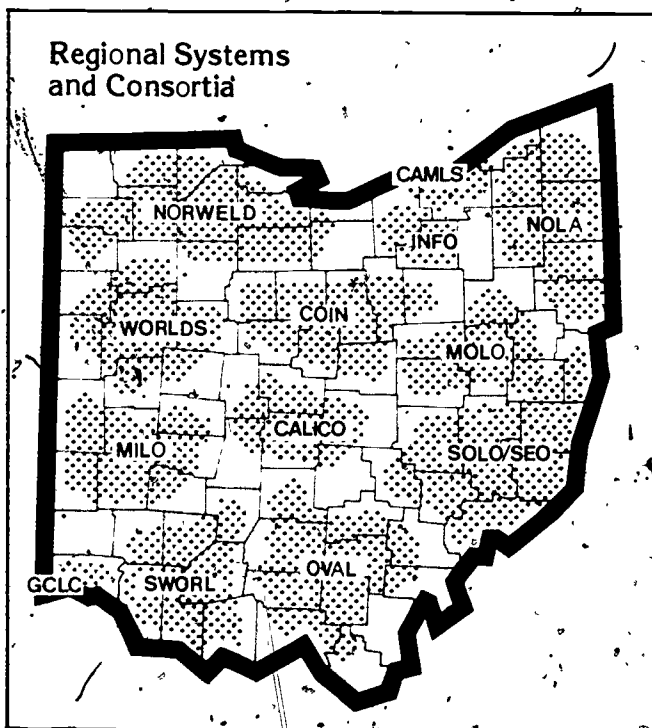 Regional Systems
and Consortia
CAMLS
NORWELD
INFO
NOLA
COIN
WORLDS
MOLO
CALICO
MILO
SOLO/SEO
OVAL
GCLC
SWORL